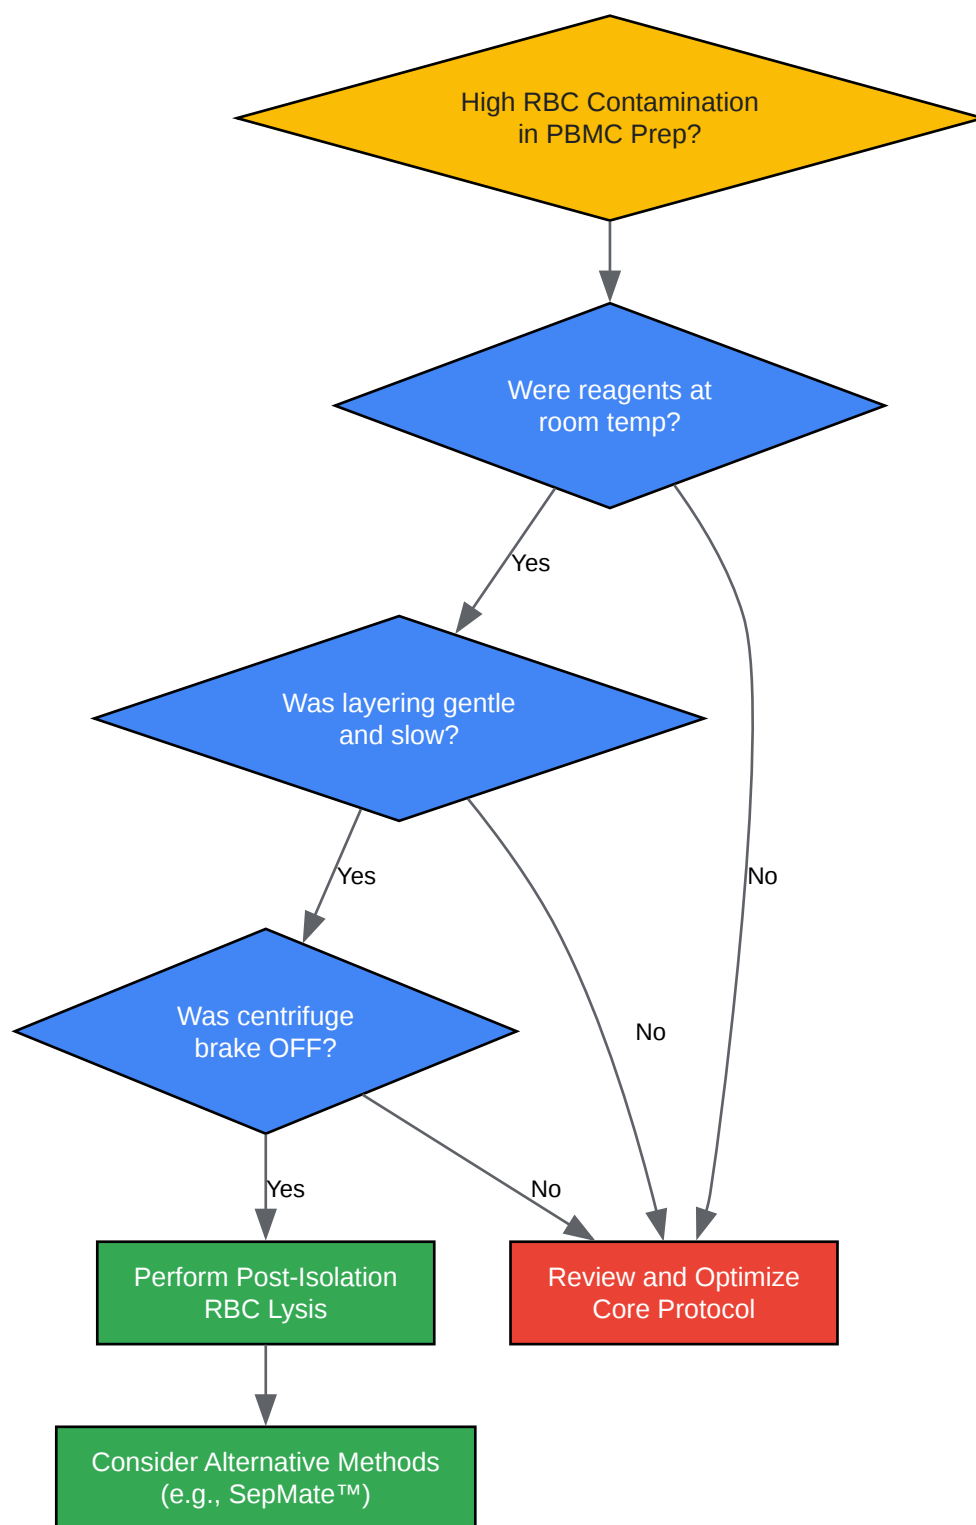 High RBC Contamination
in PBMC Prep?
Were reagents at
room temp?
Yes
Was layering gentle
and slow?
Yes
No
Was centrifuge
brake OFF?
No
Yes
No
Perform Post-Isolation
RBC Lysis
Review and Optimize
Core Protocol
Consider Alternative Methods
(e.g., SepMate™)